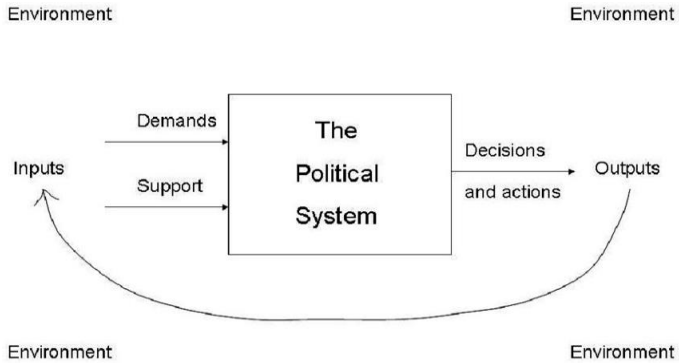 Environment
Environment
Demands
The
Political
System
Decisions
and actions
Inputs
Support
Outputs
Environment
Environment